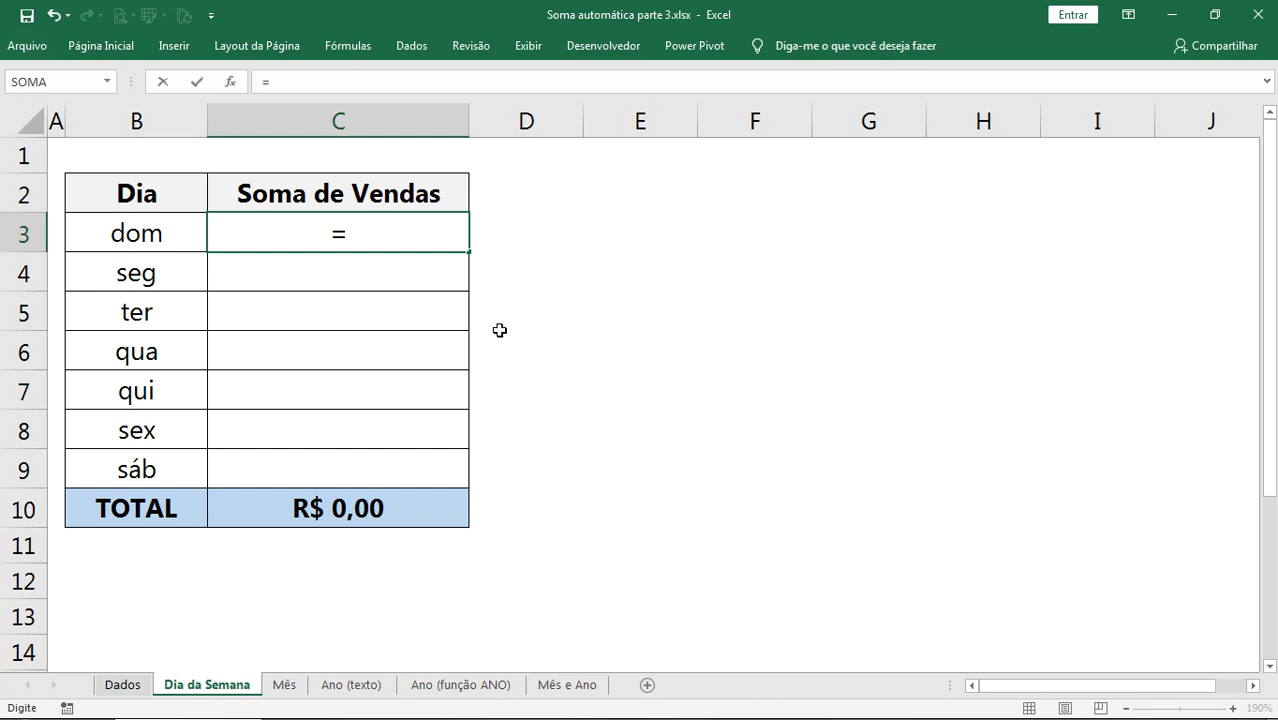 Soma automática parte 3.xlsx - Excel
Entrar
Arquivo Página Inicial Inserir Layout da Página Fórmulas Dados Revisão Exibir Desenvolvedor Power Pivot Diga-me o que você deseja fazer Compartilhar
SOMA fx =
A B C D E F G H I J
1
2 Dia Soma de Vendas
3 dom =
4 seg
5 ter
6 qua
7 qui
8 sex
9 sáb
10 TOTAL R$ 0,00
11
12
13
14
Dados Dia da Semana Mês Ano (texto) Ano (função ANO) Mês e Ano
Digite 190%